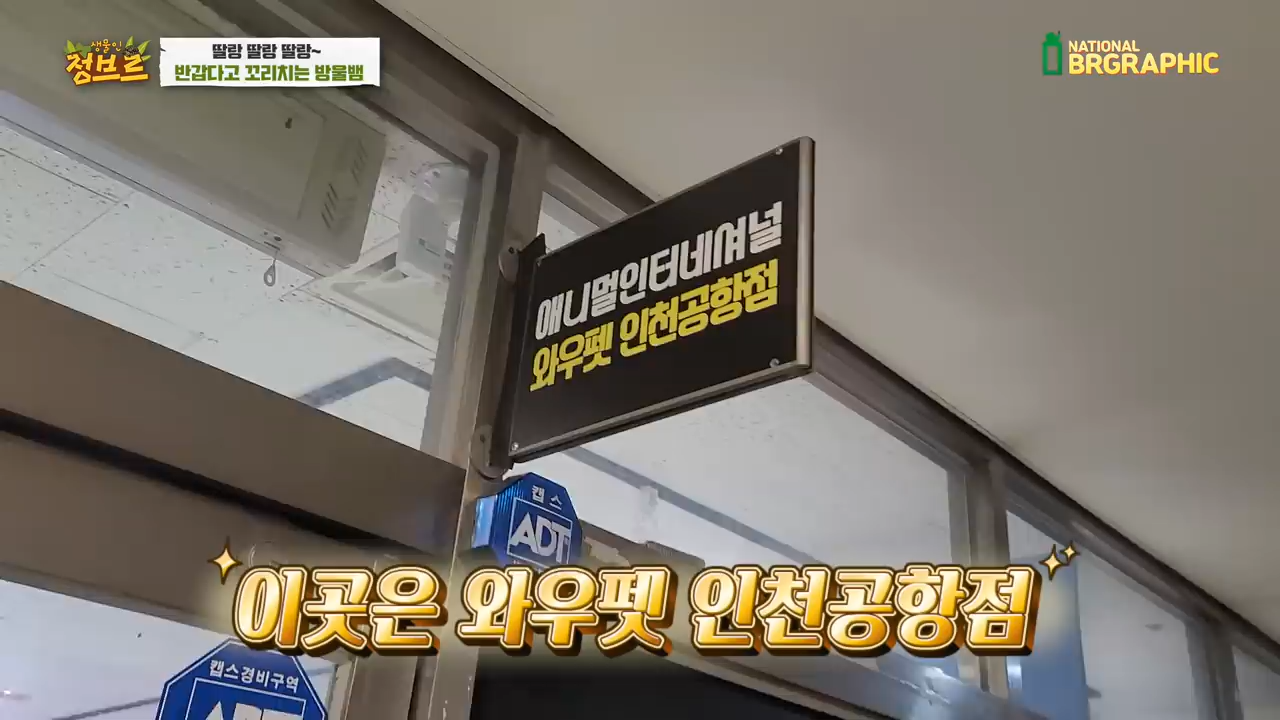 생물인
정브르
딸랑 딸랑 딸랑~
반갑다고 꼬리치는 방울뱀
NATIONAL
BRGRAPHIC
애니멀인터네셔널
와우펫 인천공항점
캡스
ADT
이곳은 와우펫 인천공항점
캡스경비구역
ADT